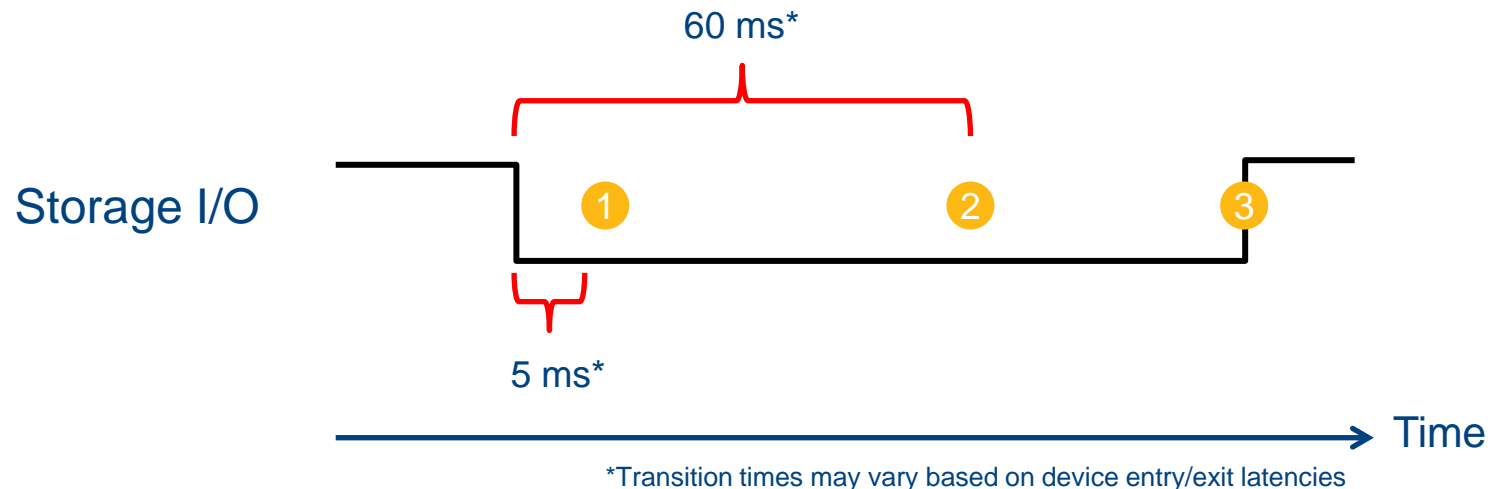 60 ms*
Storage I/O
1
2
3
5 ms*
Time
*Transition times may vary based on device entry/exit latencies